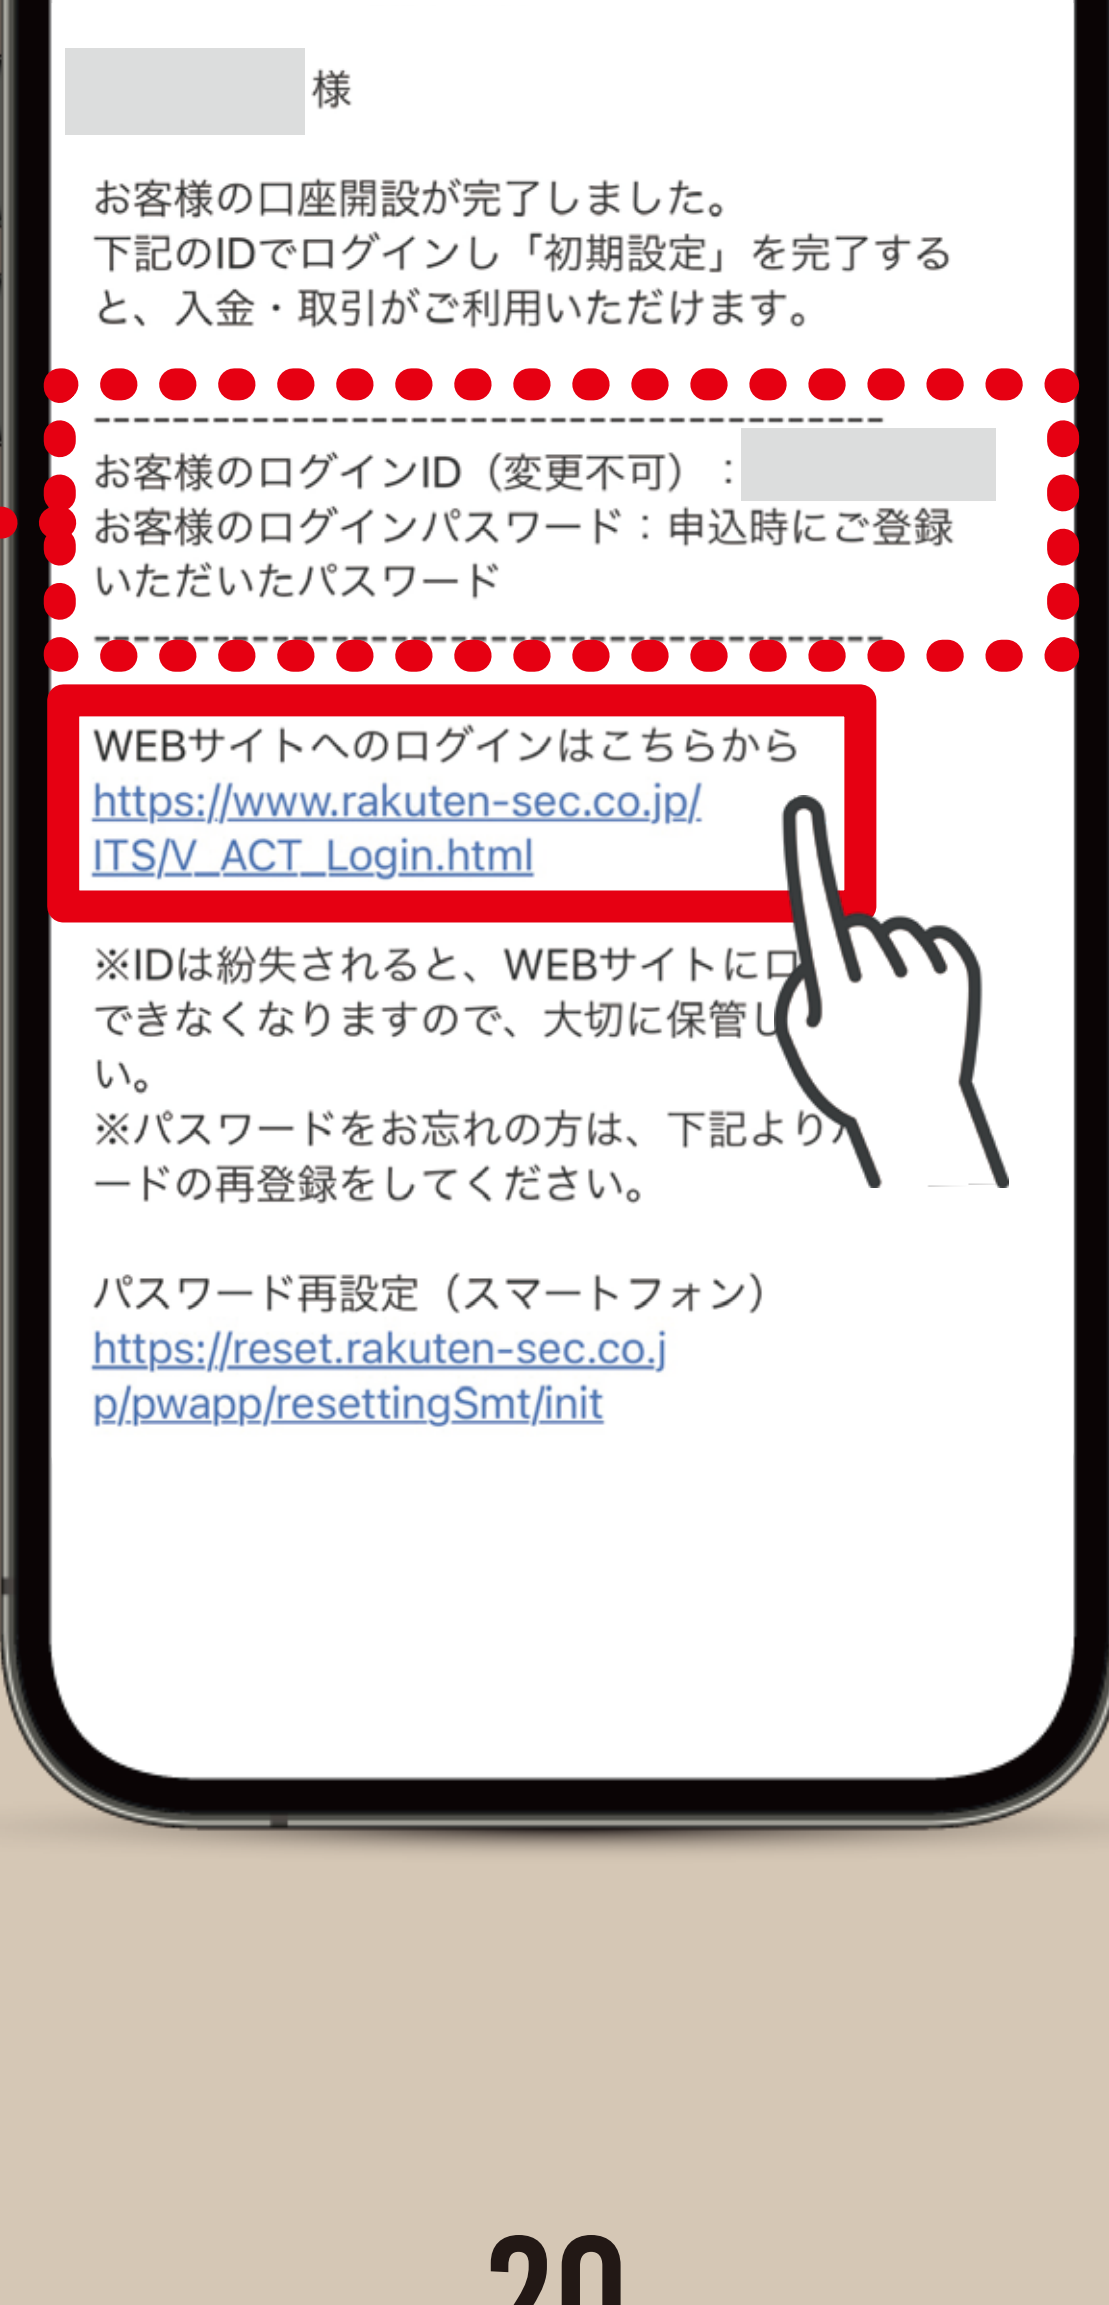 様
お客様の口座開設が完了しました。
下記のIDでログインし「初期設定」を完了する
と、入金・取引がご利用いただけます。
----------------------------------------
お客様のログインID（変更不可）：
お客様のログインパスワード：申込時にご登録
いただいたパスワード
----------------------------------------
WEBサイトへのログインはこちらから
https://www.rakuten-sec.co.jp/
ITS/V_ACT_Login.html
※IDは紛失されると、WEBサイトにロ
できなくなりますので、大切に保管し
い。
※パスワードをお忘れの方は、下記より
ードの再登録をしてください。
パスワード再設定（スマートフォン）
https://reset.rakuten-sec.co.j
p/pwapp/resettingSmt/init
20